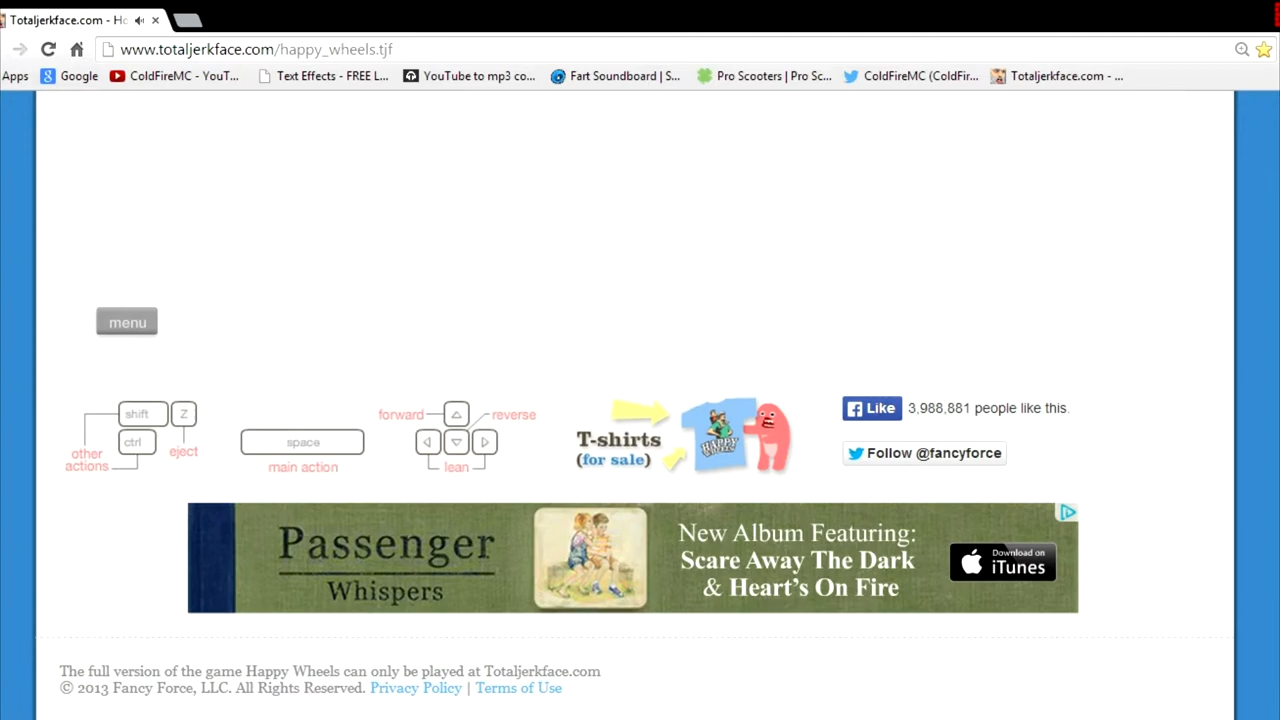 Totaljerkface.com - Ho
www.totaljerkface.com/happy_wheels.tjf
Apps Google ColdFireMC - YouT... Text Effects - FREE L... YouTube to mp3 co... Fart Soundboard | S... Pro Scooters | Pro Sc... ColdFireMC (ColdFir... Totaljerkface.com - ...
menu
shift Z
ctrl
other actions
eject
space
main action
forward reverse
lean
T-shirts
(for sale)
HAPPY WHEELS
Like 3,988,881 people like this.
Follow @fancyforce
Passenger
Whispers
New Album Featuring:
Scare Away The Dark
& Heart's On Fire
Download on
iTunes
The full version of the game Happy Wheels can only be played at Totaljerkface.com
© 2013 Fancy Force, LLC. All Rights Reserved. Privacy Policy | Terms of Use